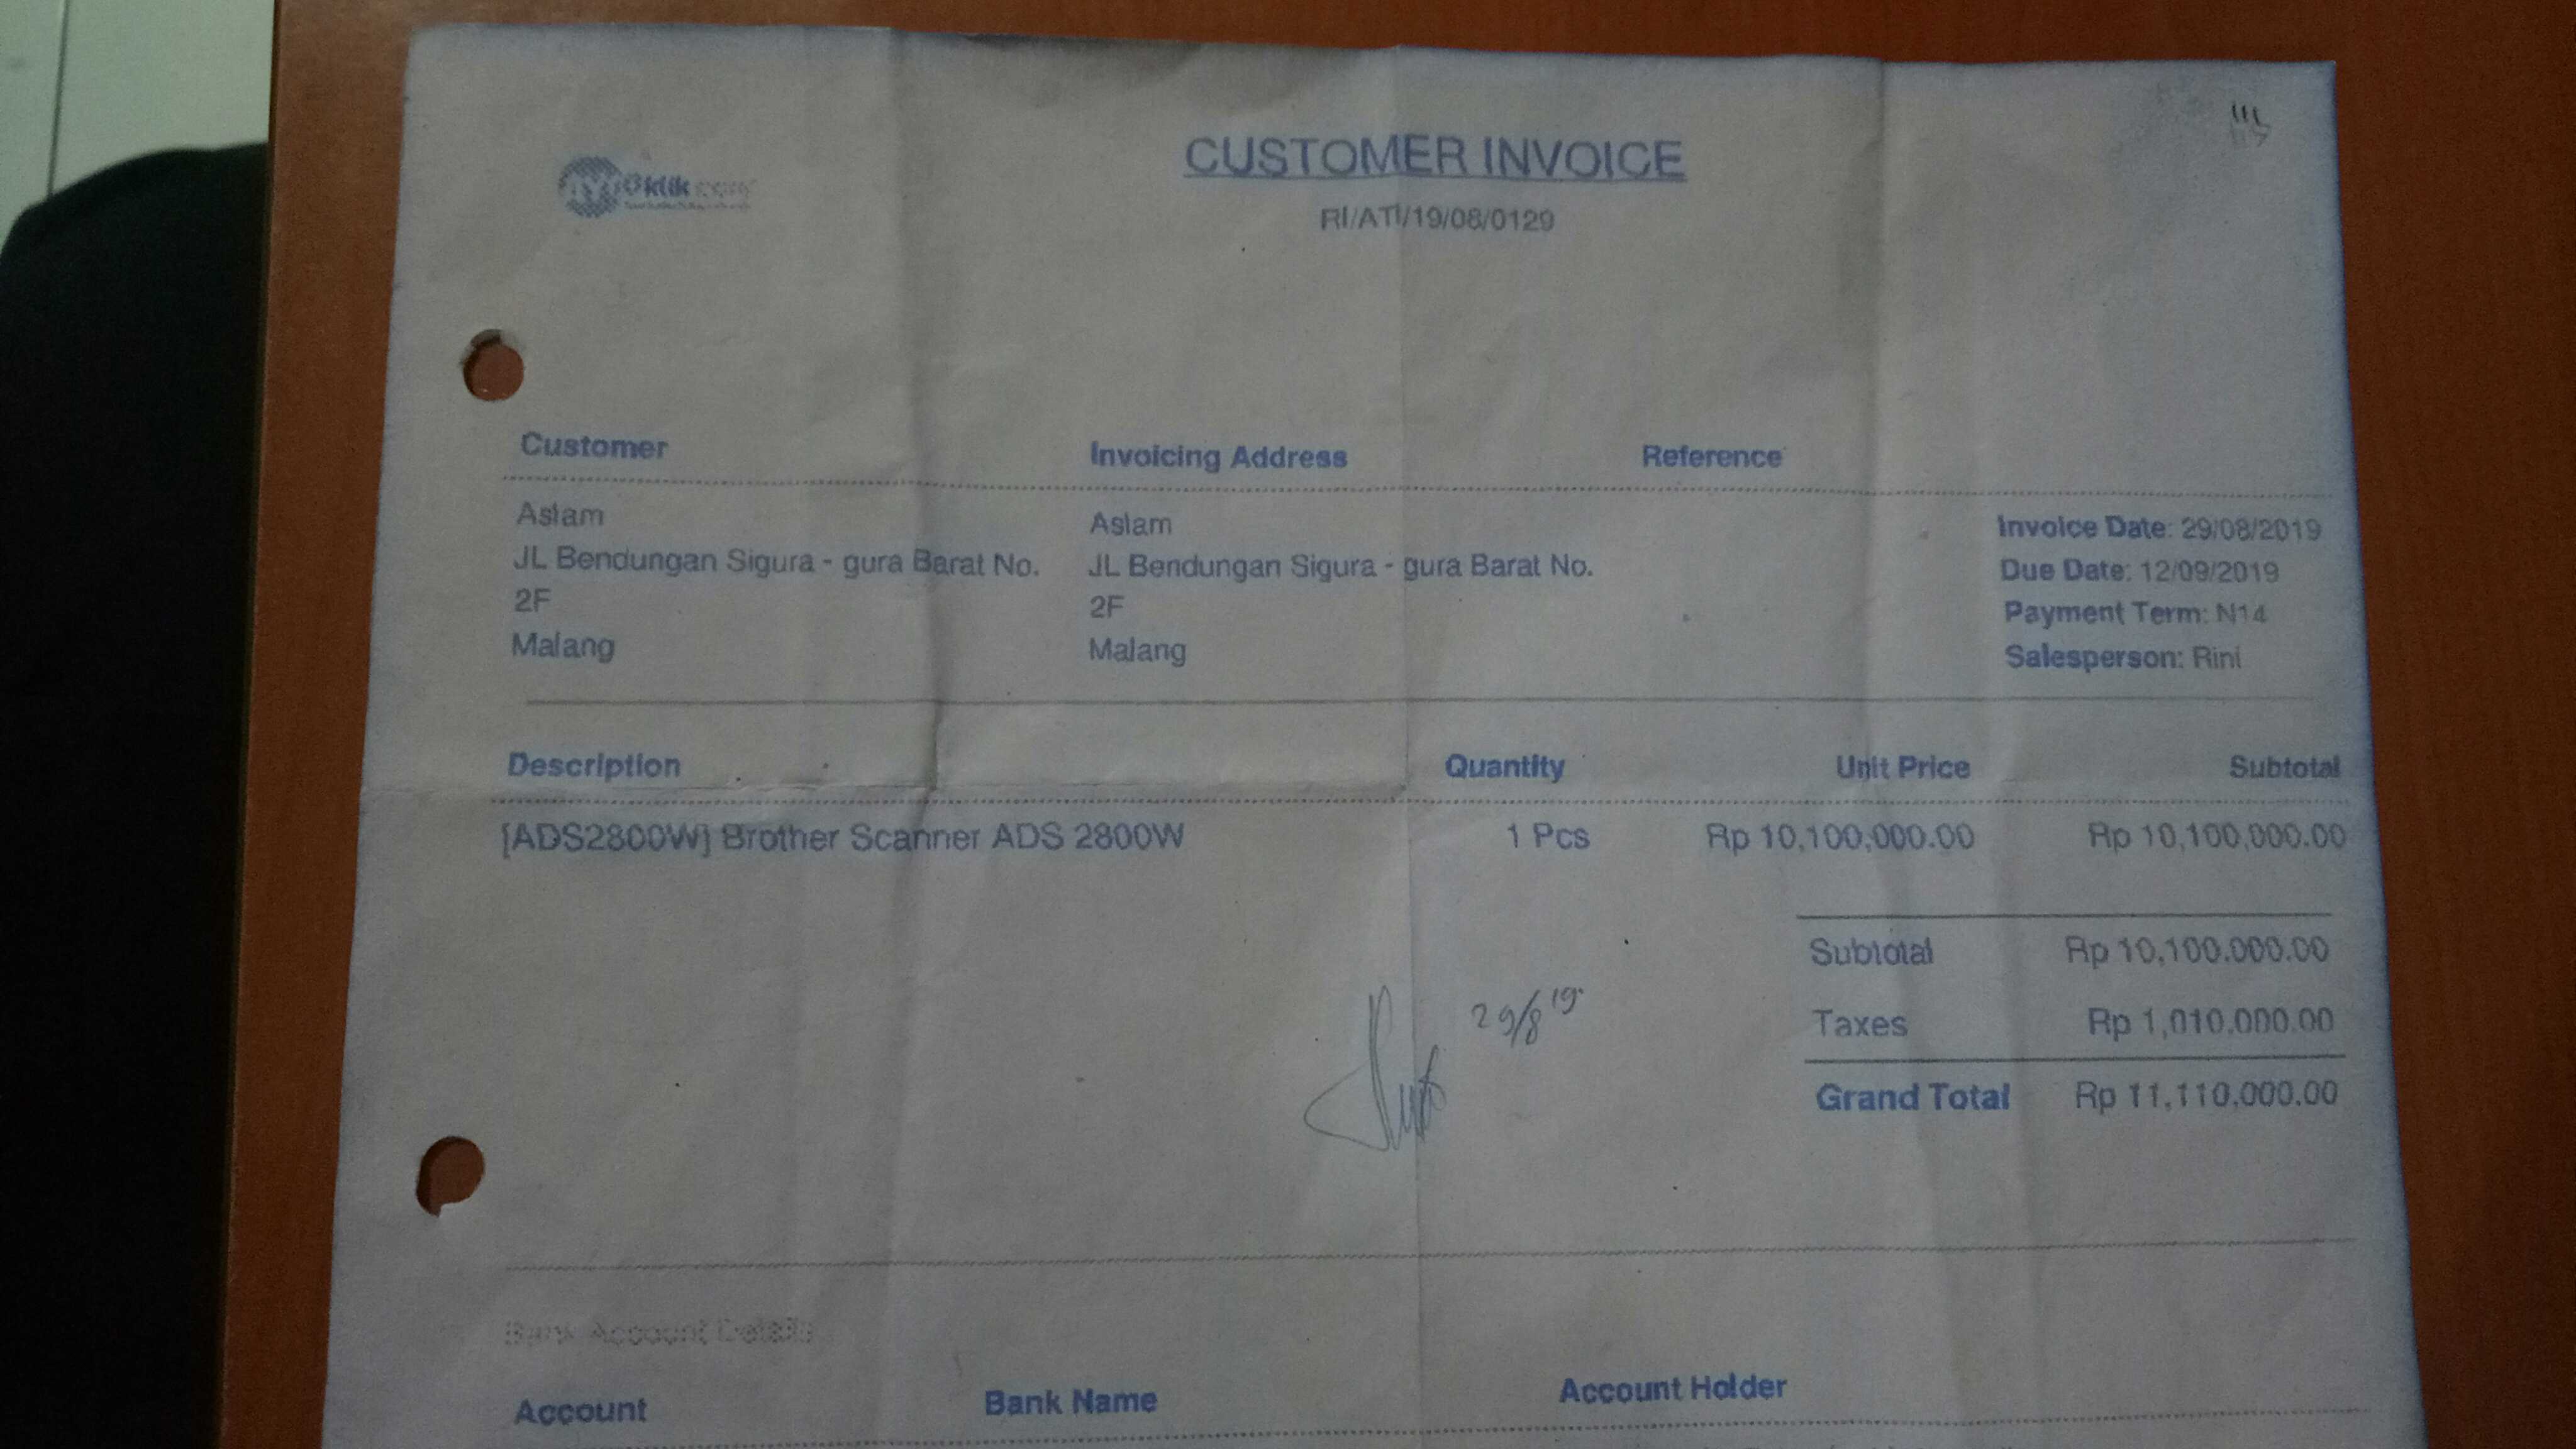 klik
CUSTOMER INVOICE
RI/ATI/19/08/0129
Customer
Invoicing Address
Reference
Aslam
JL Bendungan Sigura - gura Barat No.
2F
Malang
Aslam
JL Bendungan Sigura - gura Barat No.
2F
Malang
Invoice Date: 29/08/2019
Due Date: 12/09/2019
Payment Term: N14
Salesperson: Rini
Description Quantity Unit Price Subtotal
[ADS2800W] Brother Scanner ADS 2800W 1 Pcs Rp 10,100,000.00 Rp 10,100,000.00
Subtotal Rp 10,100,000.00
Taxes Rp 1,010,000.00
Grand Total Rp 11,110,000.00
29/8 '19
Bank Account Details
Account Bank Name Account Holder